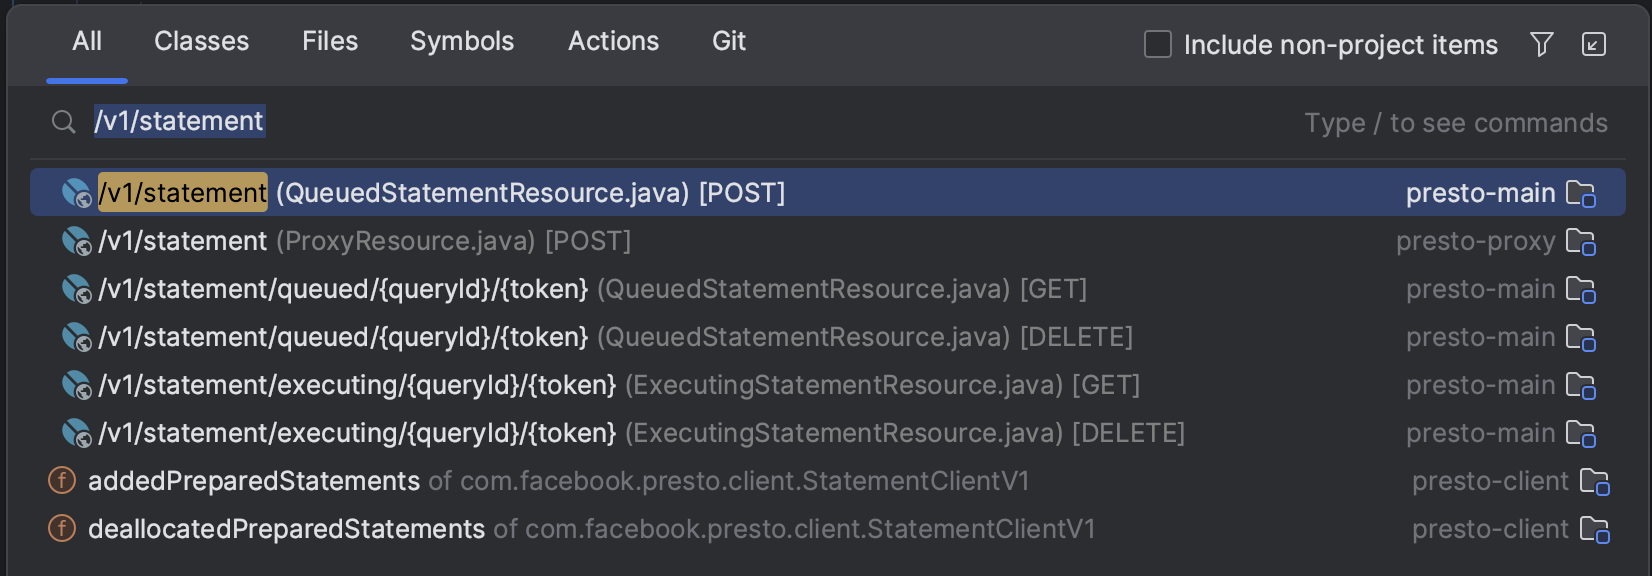 All Classes Files Symbols Actions Git Include non-project items
/v1/statement Type / to see commands
/v1/statement (QueuedStatementResource.java) [POST] presto-main
/v1/statement (ProxyResource.java) [POST] presto-proxy
/v1/statement/queued/{queryId}/{token} (QueuedStatementResource.java) [GET] presto-main
/v1/statement/queued/{queryId}/{token} (QueuedStatementResource.java) [DELETE] presto-main
/v1/statement/executing/{queryId}/{token} (ExecutingStatementResource.java) [GET] presto-main
/v1/statement/executing/{queryId}/{token} (ExecutingStatementResource.java) [DELETE] presto-main
f addedPreparedStatements of com.facebook.presto.client.StatementClientV1 presto-client
f deallocatedPreparedStatements of com.facebook.presto.client.StatementClientV1 presto-client